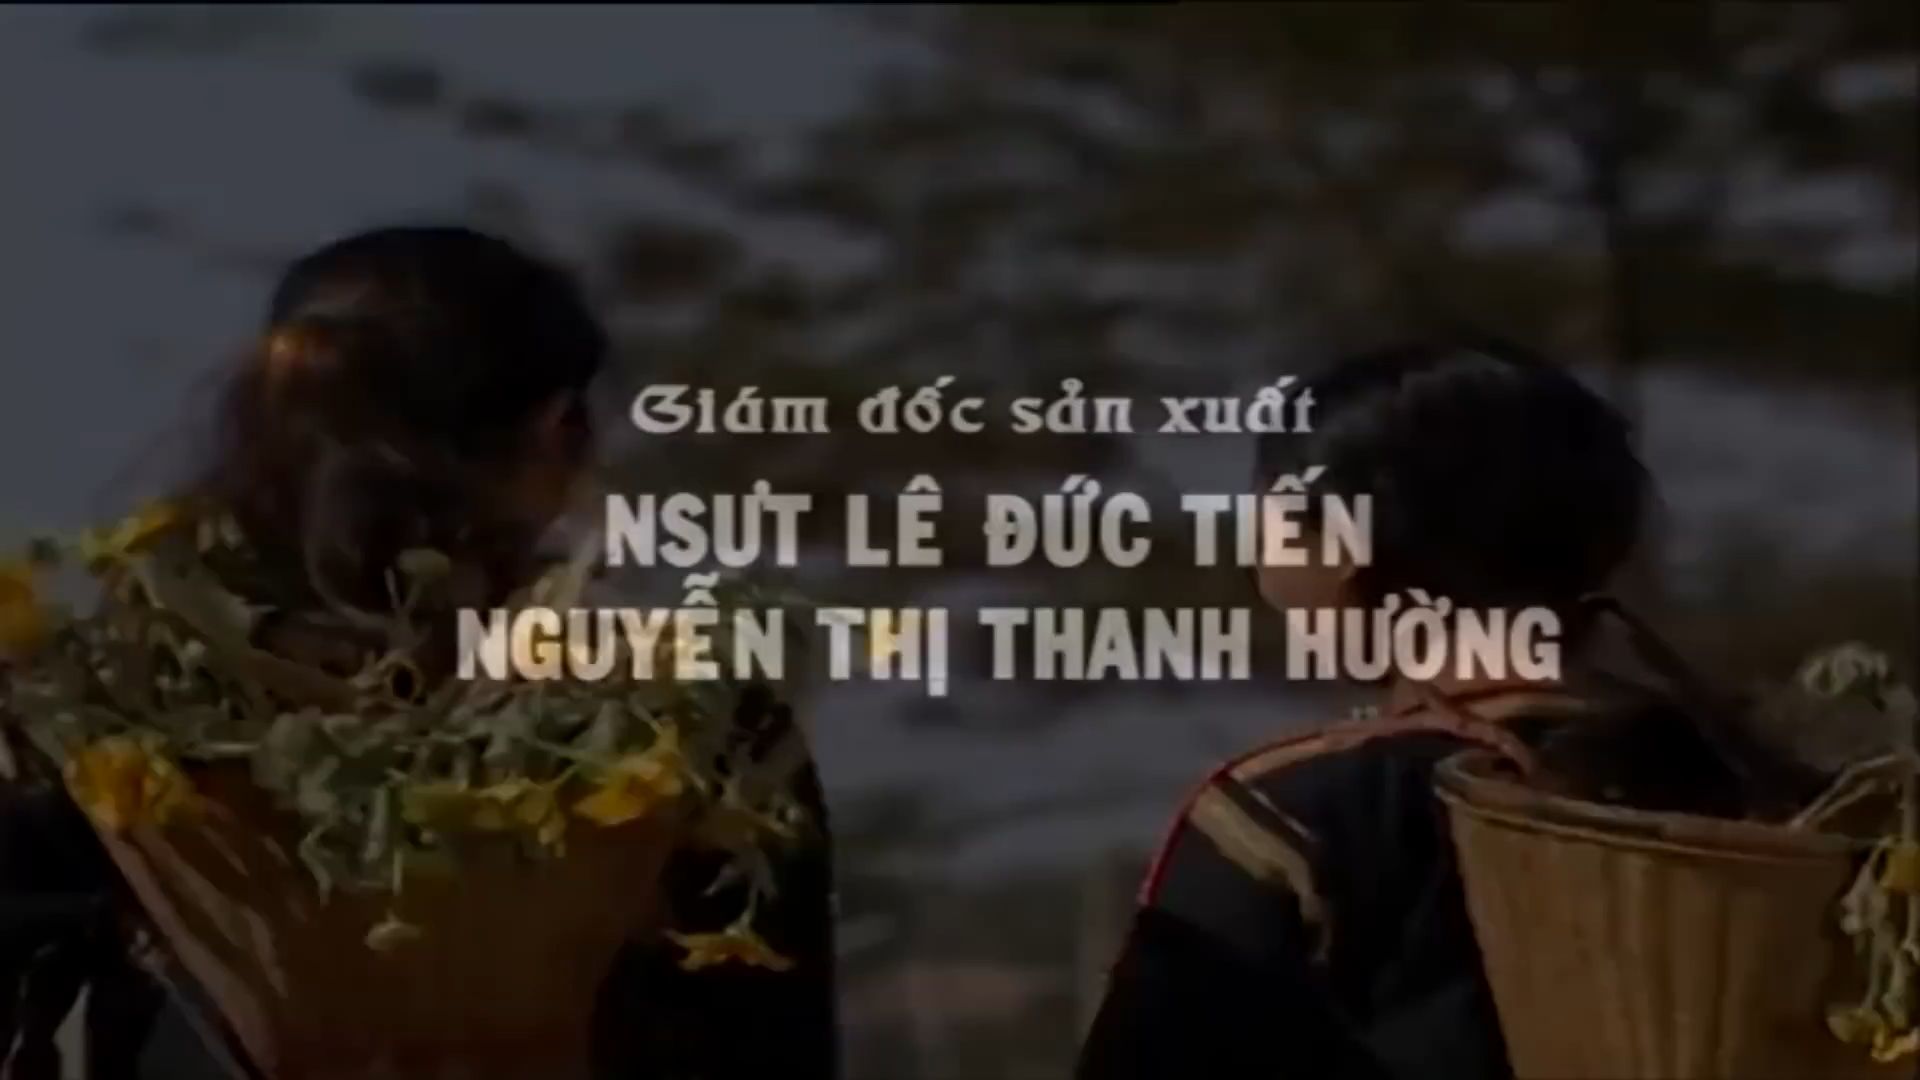 Giám đốc sản xuất
NSƯT LÊ ĐỨC TIẾN
NGUYỄN THỊ THANH HƯỜNG